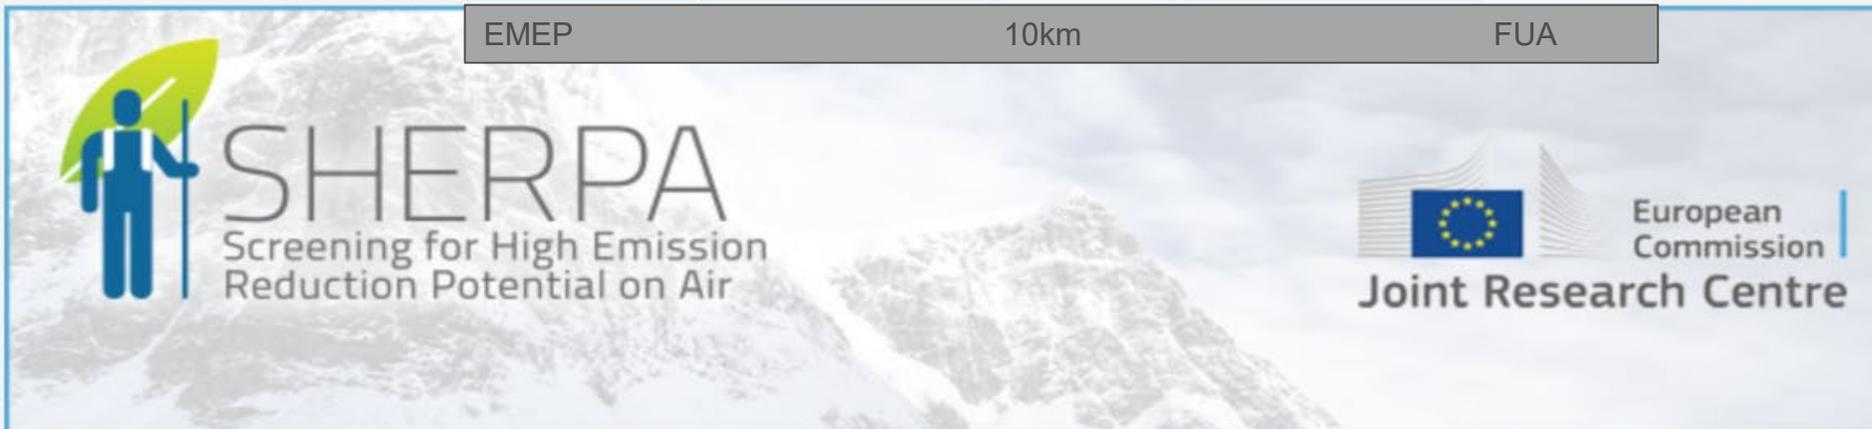 EMEP 10km FUA
SHERPA
Screening for High Emission
Reduction Potential on Air
European
Commission
Joint Research Centre